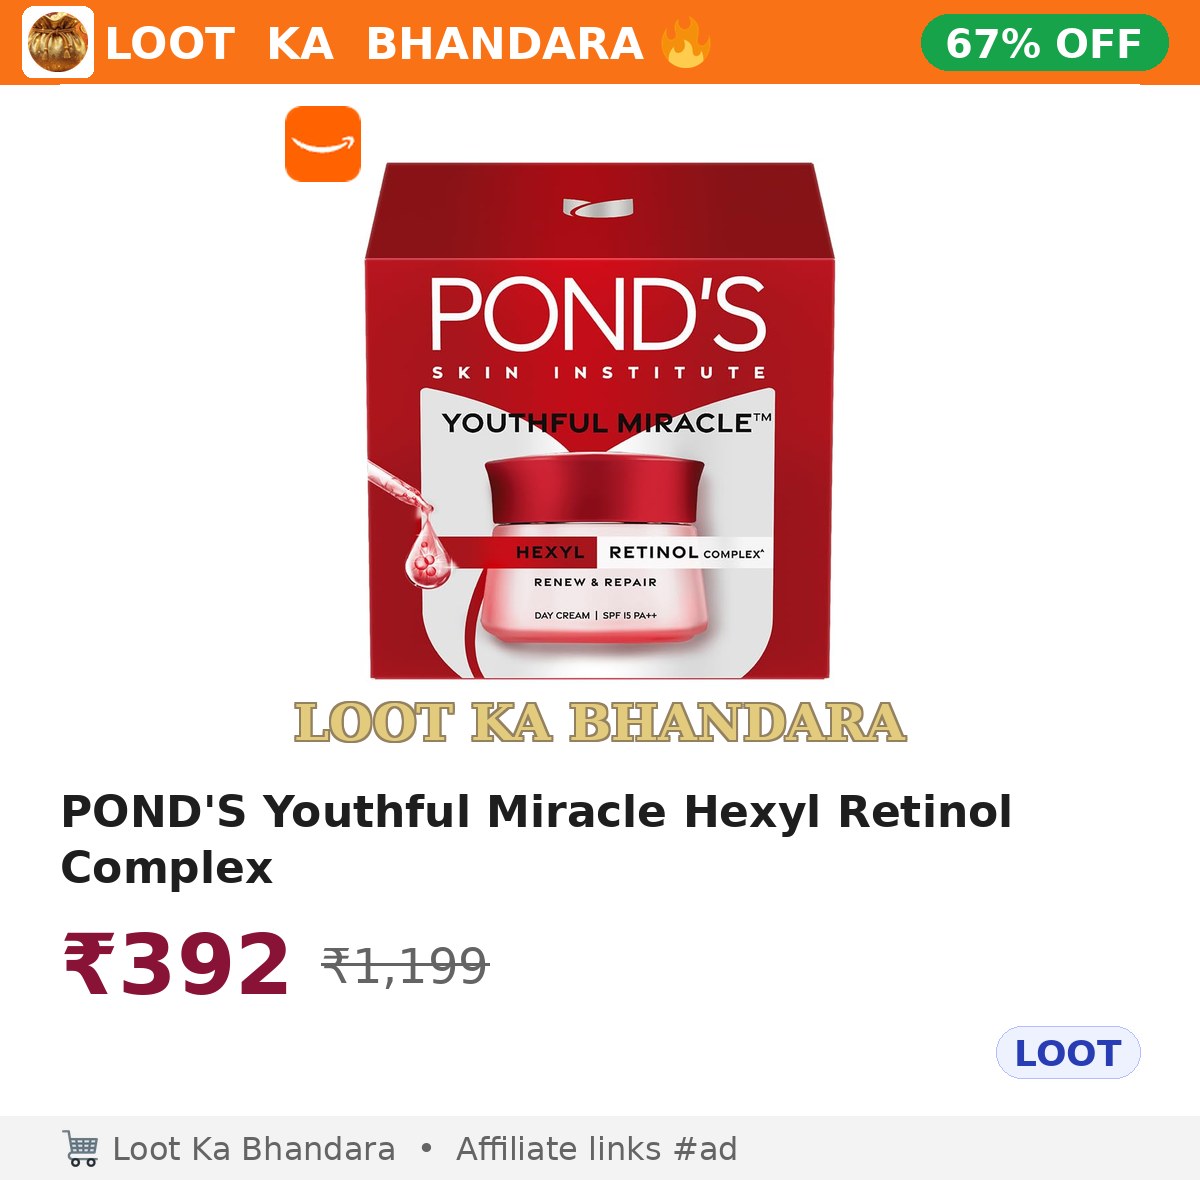 LOOT KA BHANDARA 🔥
67% OFF
POND'S
SKIN INSTITUTE
YOUTHFUL MIRACLE™
HEXYL RETINOL COMPLEX^
RENEW & REPAIR
DAY CREAM | SPF 15 PA++
LOOT KA BHANDARA
POND'S Youthful Miracle Hexyl Retinol
Complex
₹392 ₹1,199
LOOT
🛒 Loot Ka Bhandara • Affiliate links #ad